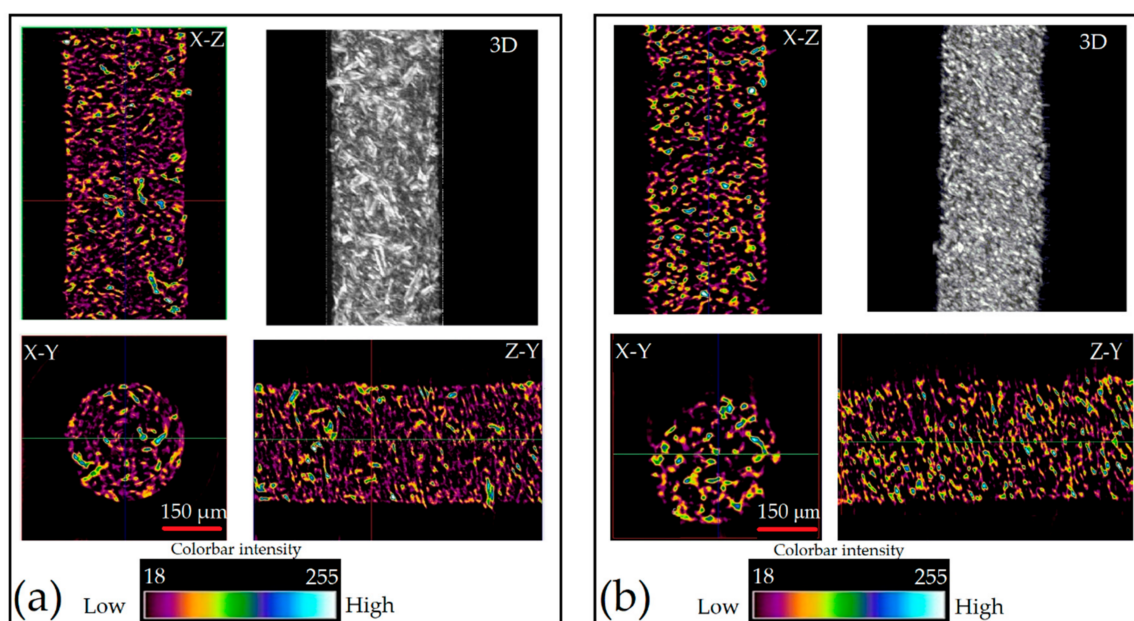 X-Z
3D
X-Y
Z-Y
150 µm
Colorbar intensity
18
255
(a)
Low
High
X-Z
3D
X-Y
Z-Y
150 µm
Colorbar intensity
18
255
(b)
Low
High